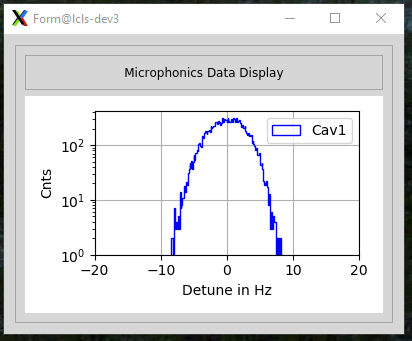 Form@lcls-dev3
Microphonics Data Display
Cav1
Cnts
10²
10¹
10⁰
−20 −10 0 10 20
Detune in Hz